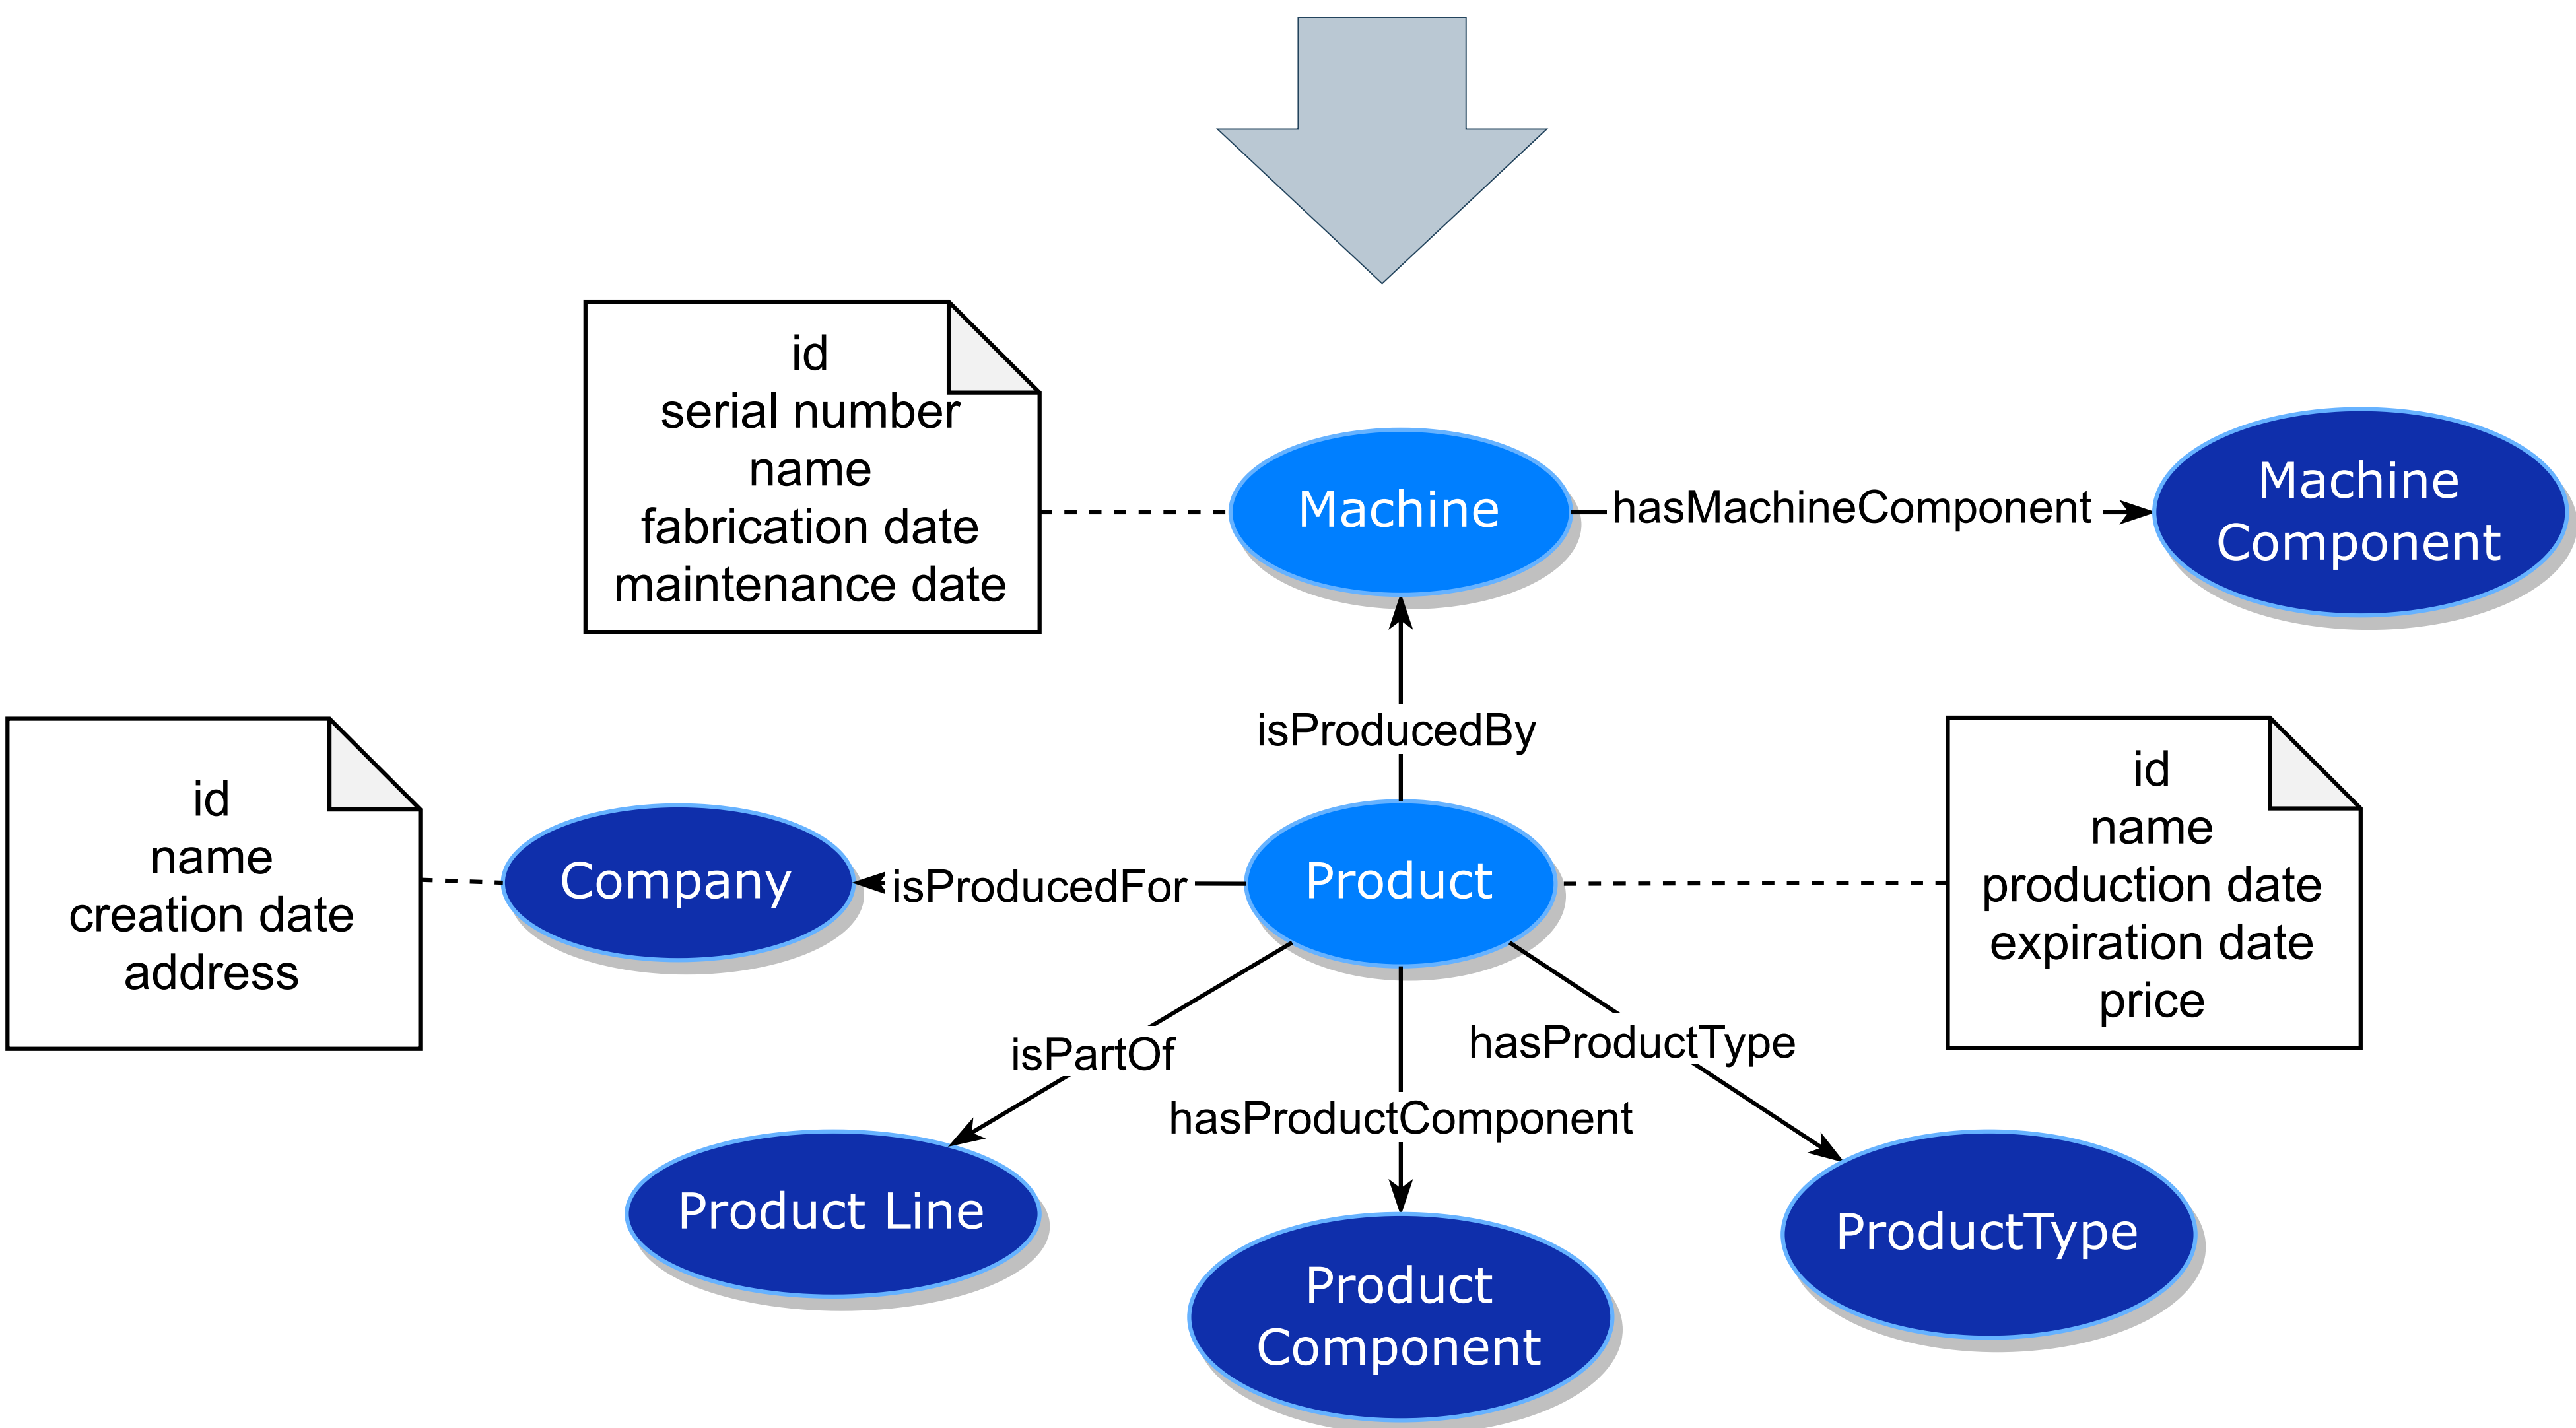 id
serial number
name
fabrication date
maintenance date
Machine
hasMachineComponent
Machine
Component
isProducedBy
id
name
creation date
address
Company
isProducedFor
Product
id
name
production date
expiration date
price
isPartOf
hasProductType
hasProductComponent
Product Line
Product
Component
ProductType